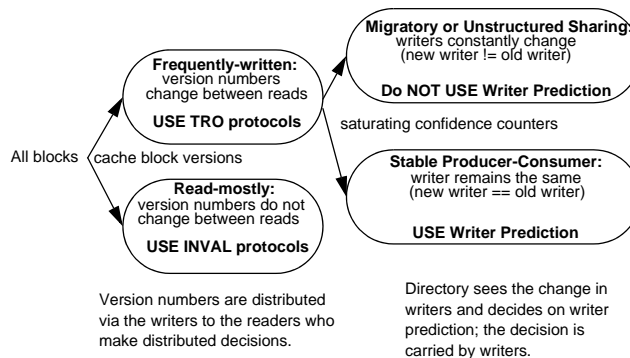 Frequently-written:
version numbers
change between reads
USE TRO protocols
Migratory or Unstructured Sharing:
writers constantly change
(new writer != old writer)
Do NOT USE Writer Prediction
saturating confidence counters
All blocks
cache block versions
Read-mostly:
version numbers do not
change between reads
USE INVAL protocols
Stable Producer-Consumer:
writer remains the same
(new writer == old writer)
USE Writer Prediction
Version numbers are distributed
via the writers to the readers who
make distributed decisions.
Directory sees the change in
writers and decides on writer
prediction; the decision is
carried by writers.